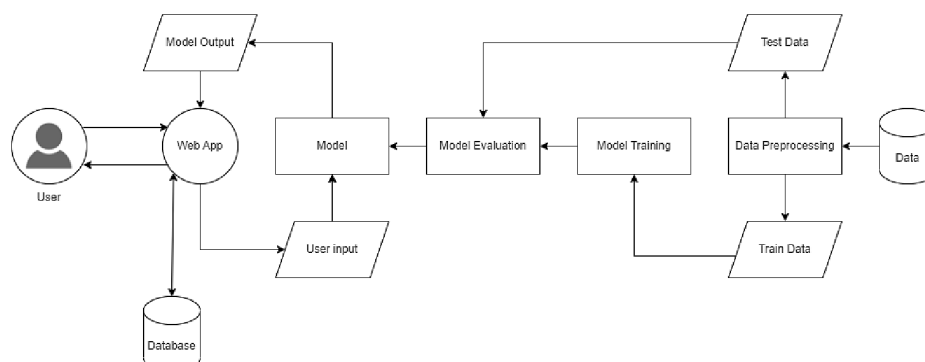 Model Output
Test Data
Web App
Model
Model Evaluation
Model Training
Data Preprocessing
Data
User
User input
Train Data
Database